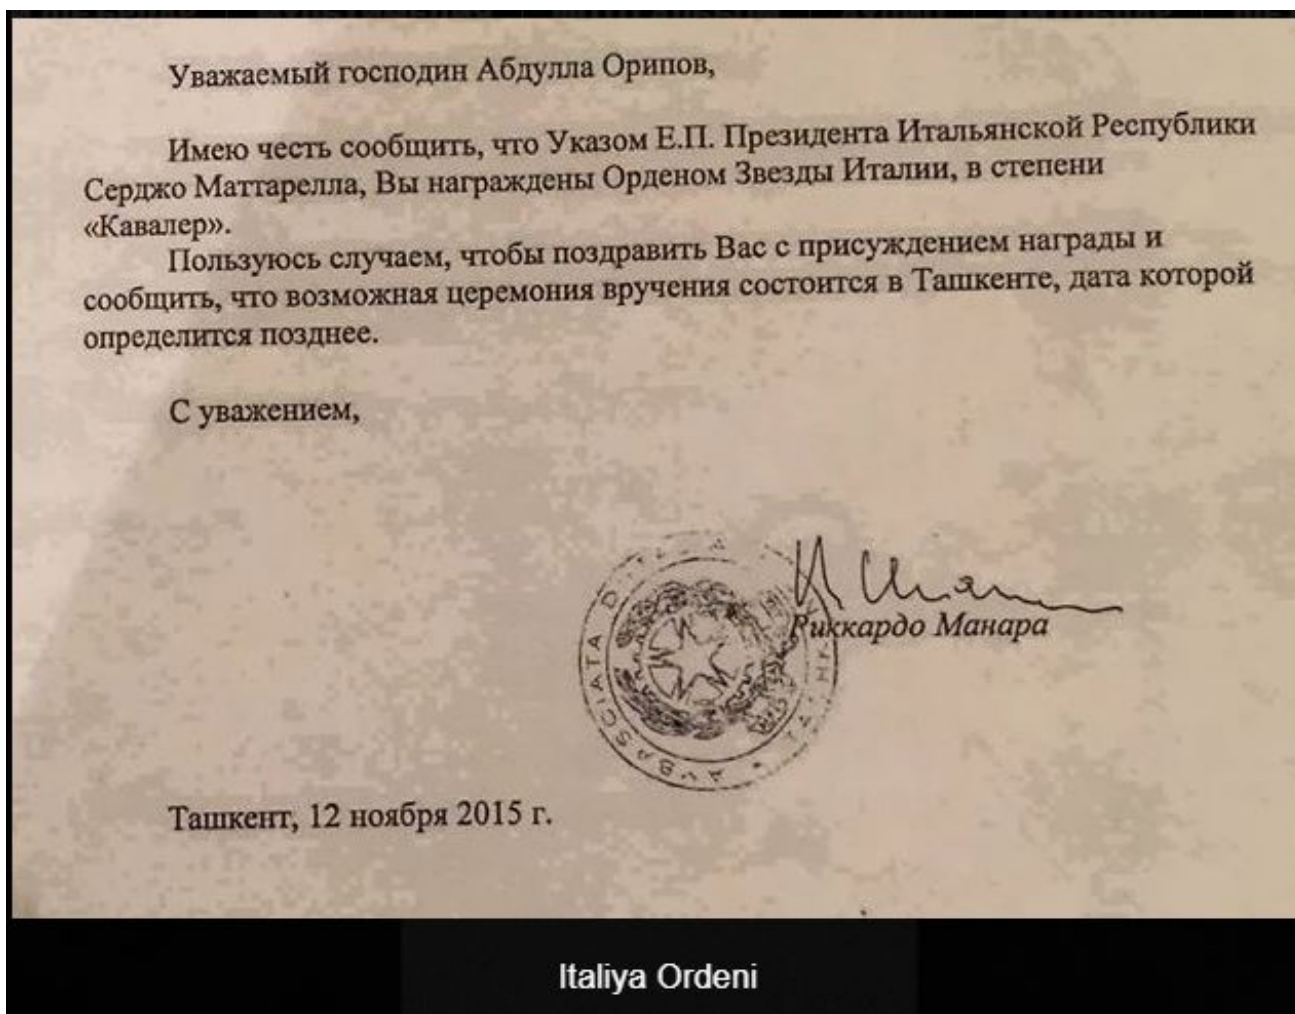 Уважаемый господин Абдулла Орипов,
Имею честь сообщить, что Указом Е.П. Президента Итальянской Республики
Серджо Маттарелла, Вы награждены Орденом Звезды Италии, в степени
«Кавалер».
Пользуюсь случаем, чтобы поздравить Вас с присуждением награды и
сообщить, что возможная церемония вручения состоится в Ташкенте, дата которой
определится позднее.
С уважением,
Риккардо Манара
Ташкент, 12 ноября 2015 г.
Italiya Ordeni